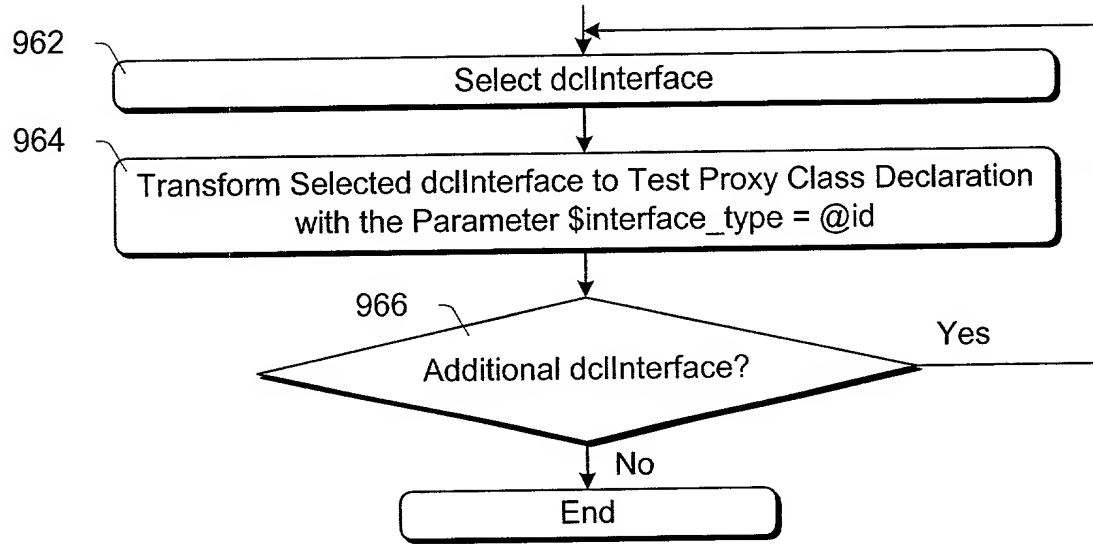 962
Select dclInterface
964
Transform Selected dclInterface to Test Proxy Class Declaration
with the Parameter $interface_type = @id
966
Yes
Additional dclInterface?
No
End